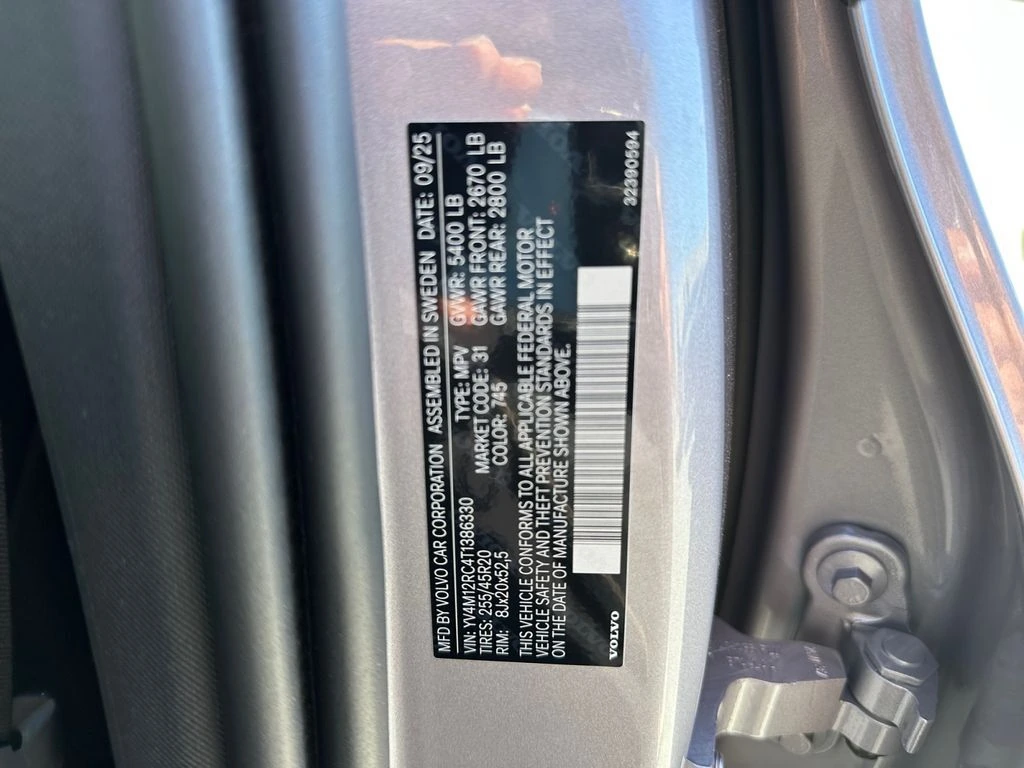 MFD BY VOLVO CAR CORPORATION ASSEMBLED IN SWEDEN DATE: 09/25
VIN: YV4M12RC4T1386330 TYPE: MPV GVWR: 5400 LB
TIRES: 255/45R20 MARKET CODE: 31 GAWR FRONT: 2670 LB
RIM: 8Jx20x52,5 COLOR: 745 GAWR REAR: 2800 LB
THIS VEHICLE CONFORMS TO ALL APPLICABLE FEDERAL MOTOR
VEHICLE SAFETY AND THEFT PREVENTION STANDARDS IN EFFECT
ON THE DATE OF MANUFACTURE SHOWN ABOVE.
VOLVO 32390594